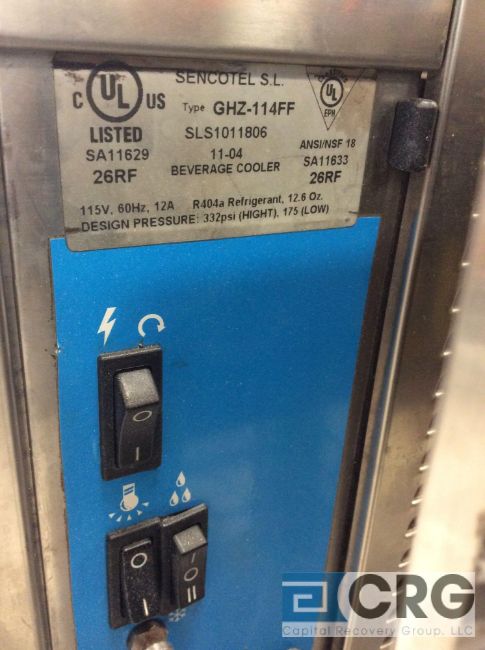 SENCOTEL S.L.
C UL US
Type GHZ-114FF
UL
EPH
LISTED
SLS1011806
ANSI/NSF 18
SA11629
11-04
SA11633
26RF
BEVERAGE COOLER
26RF
115V, 60Hz, 12A R404a Refrigerant, 12.6 Oz.
DESIGN PRESSURE: 332psi (HIGHT), 175 (LOW)
CRG
Capital Recovery Group, LLC